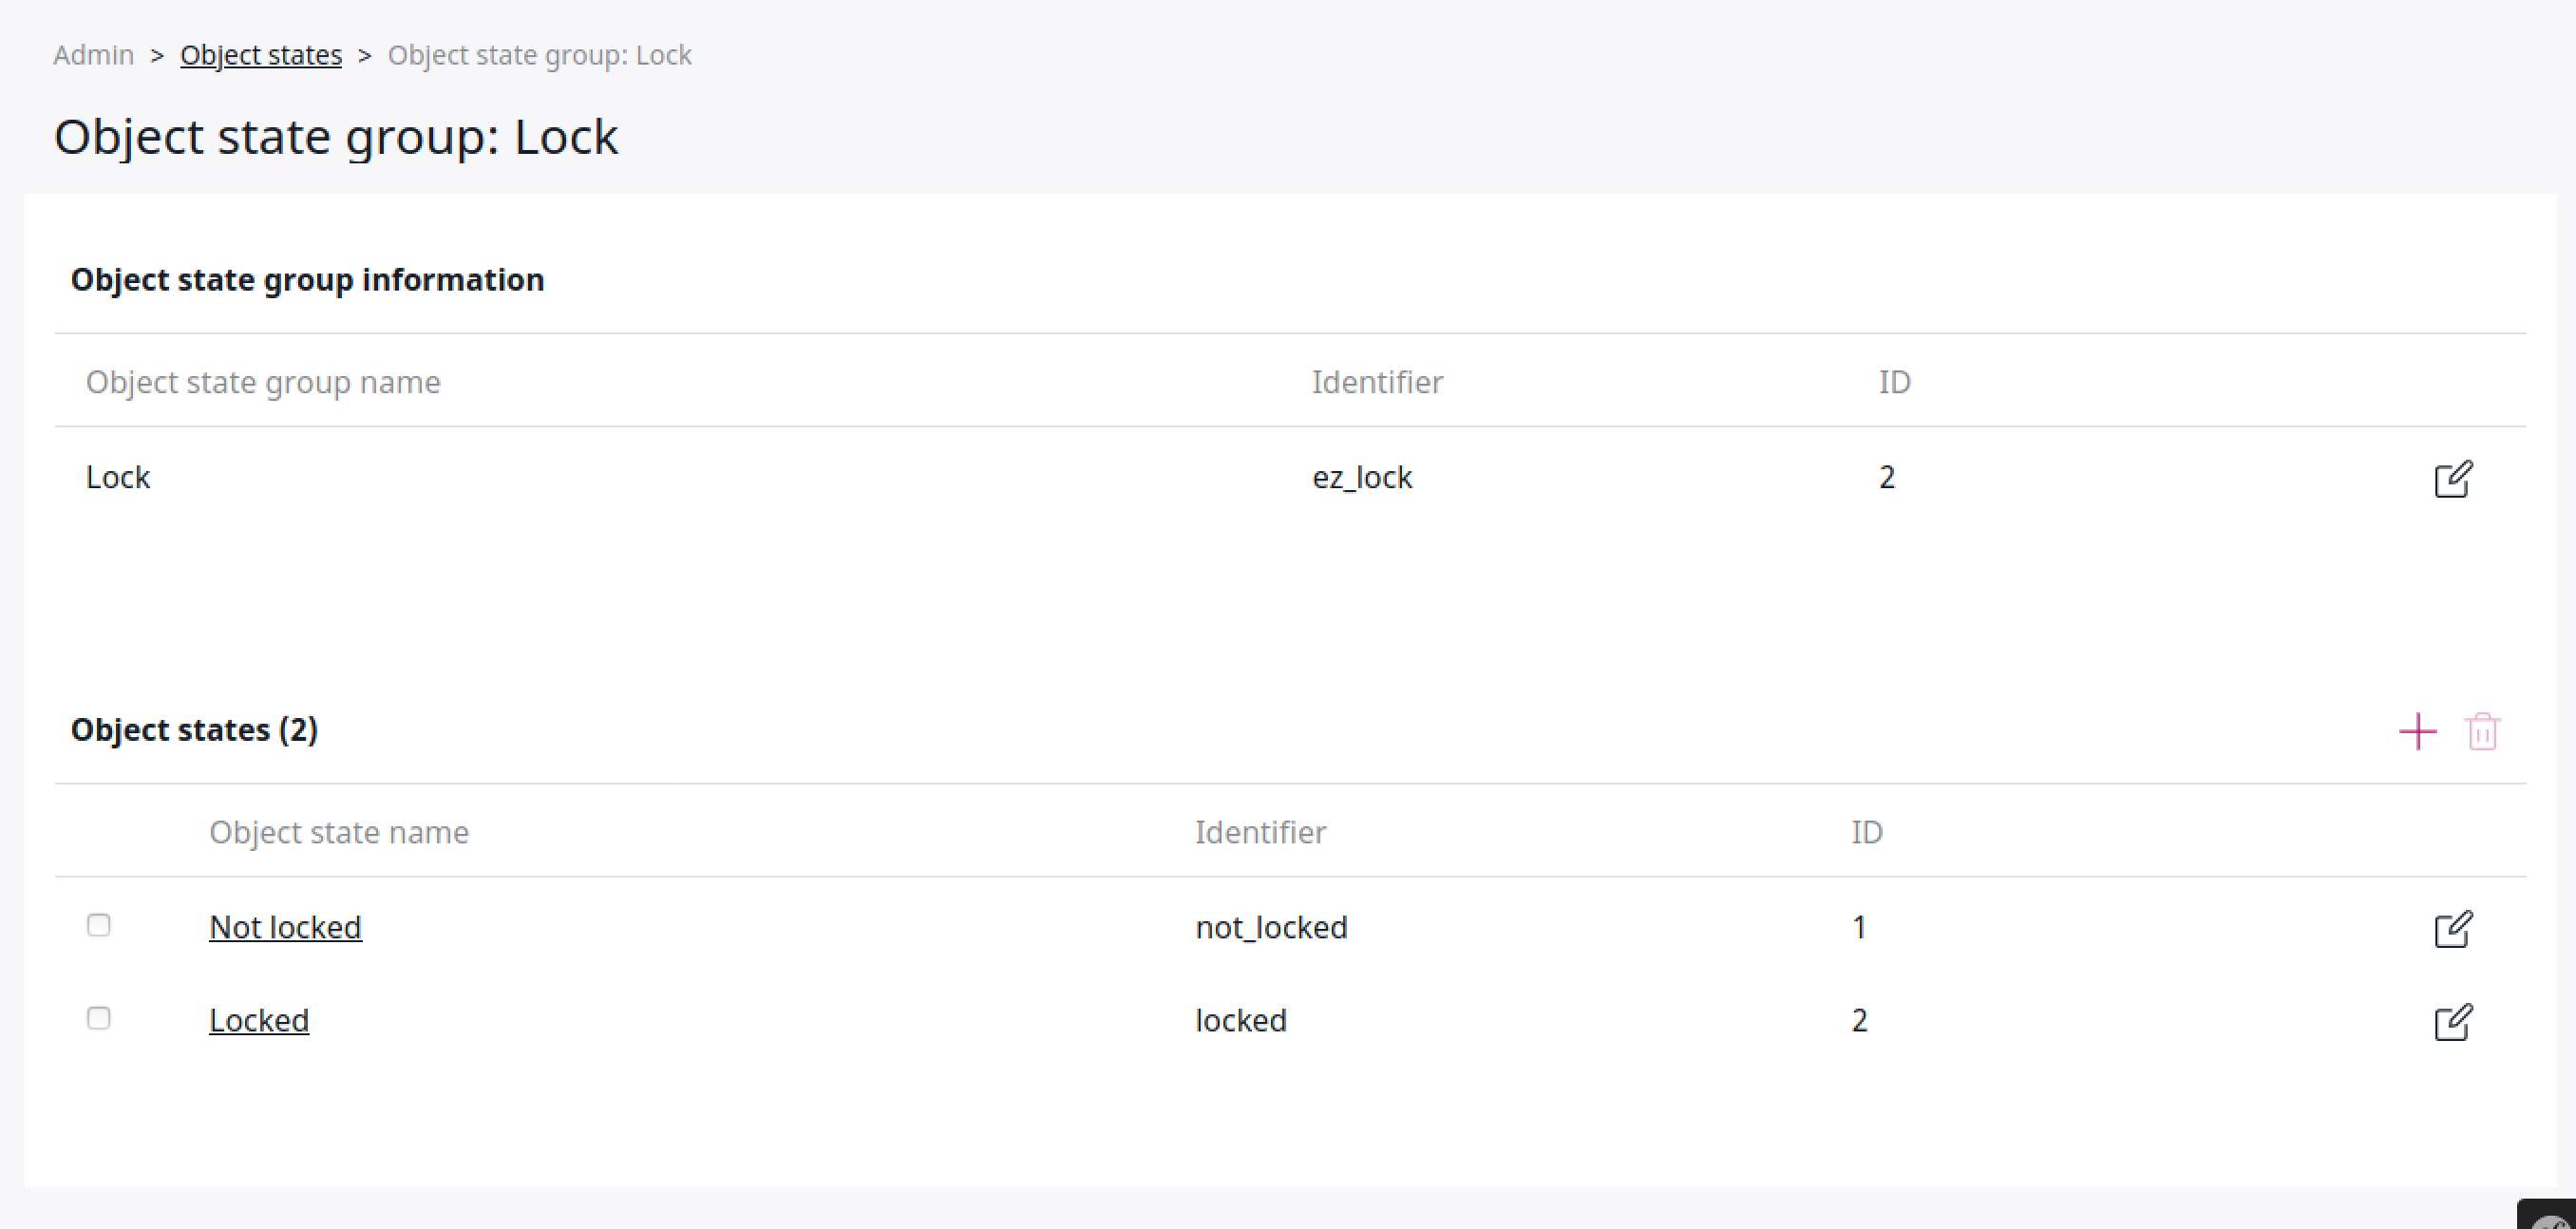 Admin > Object states > Object state group: Lock
Object state group: Lock
Object state group information
Object state group name Identifier ID
Lock ez_lock 2
Object states (2)
Object state name Identifier ID
Not locked not_locked 1
Locked locked 2